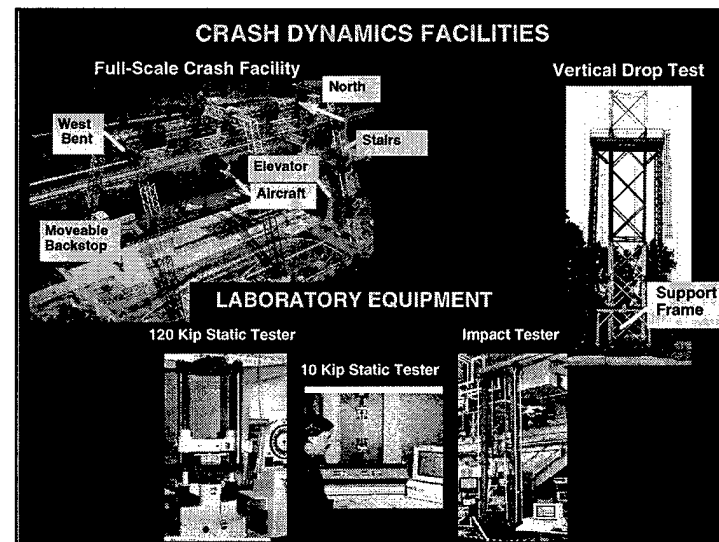 CRASH DYNAMICS FACILITIES
Full-Scale Crash Facility
Vertical Drop Test
North
West
Bent
Stairs
Elevator
Aircraft
Moveable
Backstop
Support
Frame
LABORATORY EQUIPMENT
120 Kip Static Tester
10 Kip Static Tester
Impact Tester